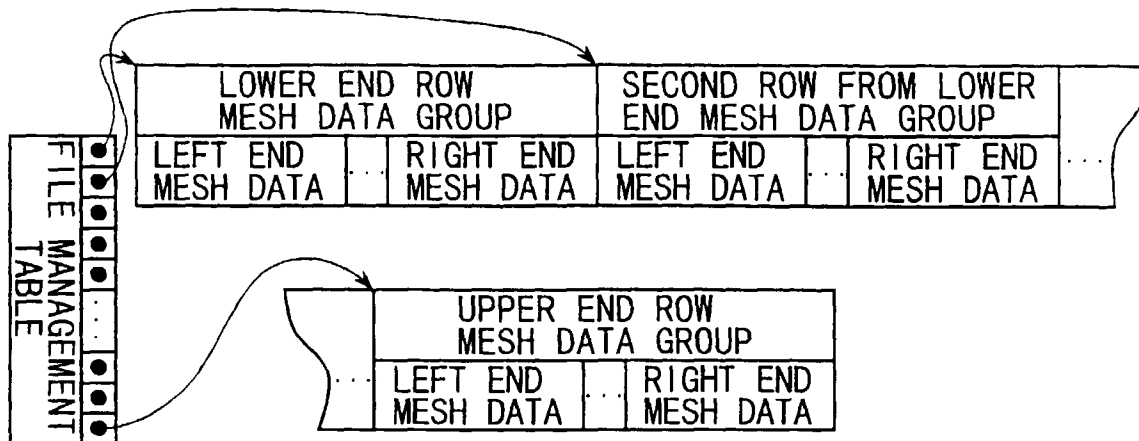 LOWER END ROW
MESH DATA GROUP
SECOND ROW FROM LOWER
END MESH DATA GROUP
LEFT END
MESH DATA
...
RIGHT END
MESH DATA
LEFT END
MESH DATA
...
RIGHT END
MESH DATA
....
FILE MANAGEMENT
TABLE
...
UPPER END ROW
MESH DATA GROUP
....
LEFT END
MESH DATA
...
RIGHT END
MESH DATA